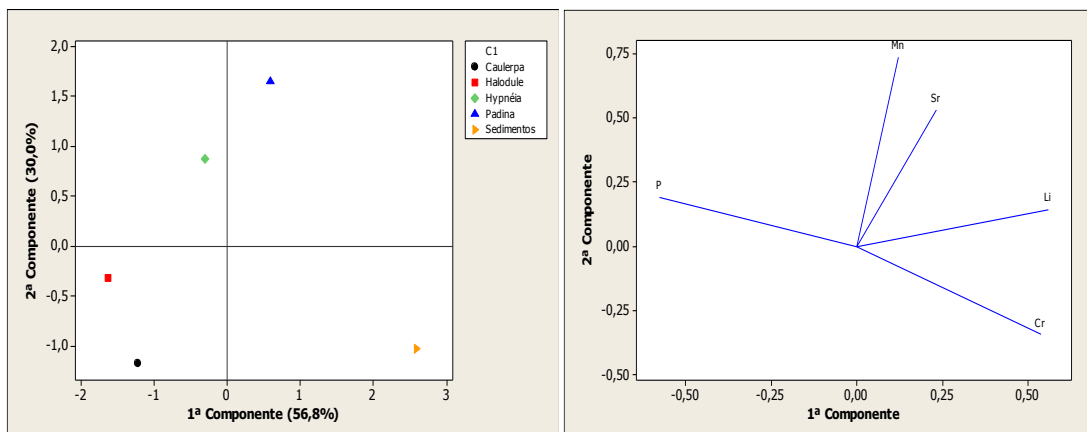 2,0
1,5
1,0
0,5
0,0
-0,5
-1,0
-2
-1
0
1
2
3
2ª Componente (30,0%)
1ª Componente (56,8%)
C1
Caulerpa
Halodule
Hypnéia
Padina
Sedimentos
0,75
0,50
0,25
0,00
-0,25
-0,50
-0,50
-0,25
0,00
0,25
0,50
2ª Componente
1ª Componente
Mn
Sr
P
Li
Cr